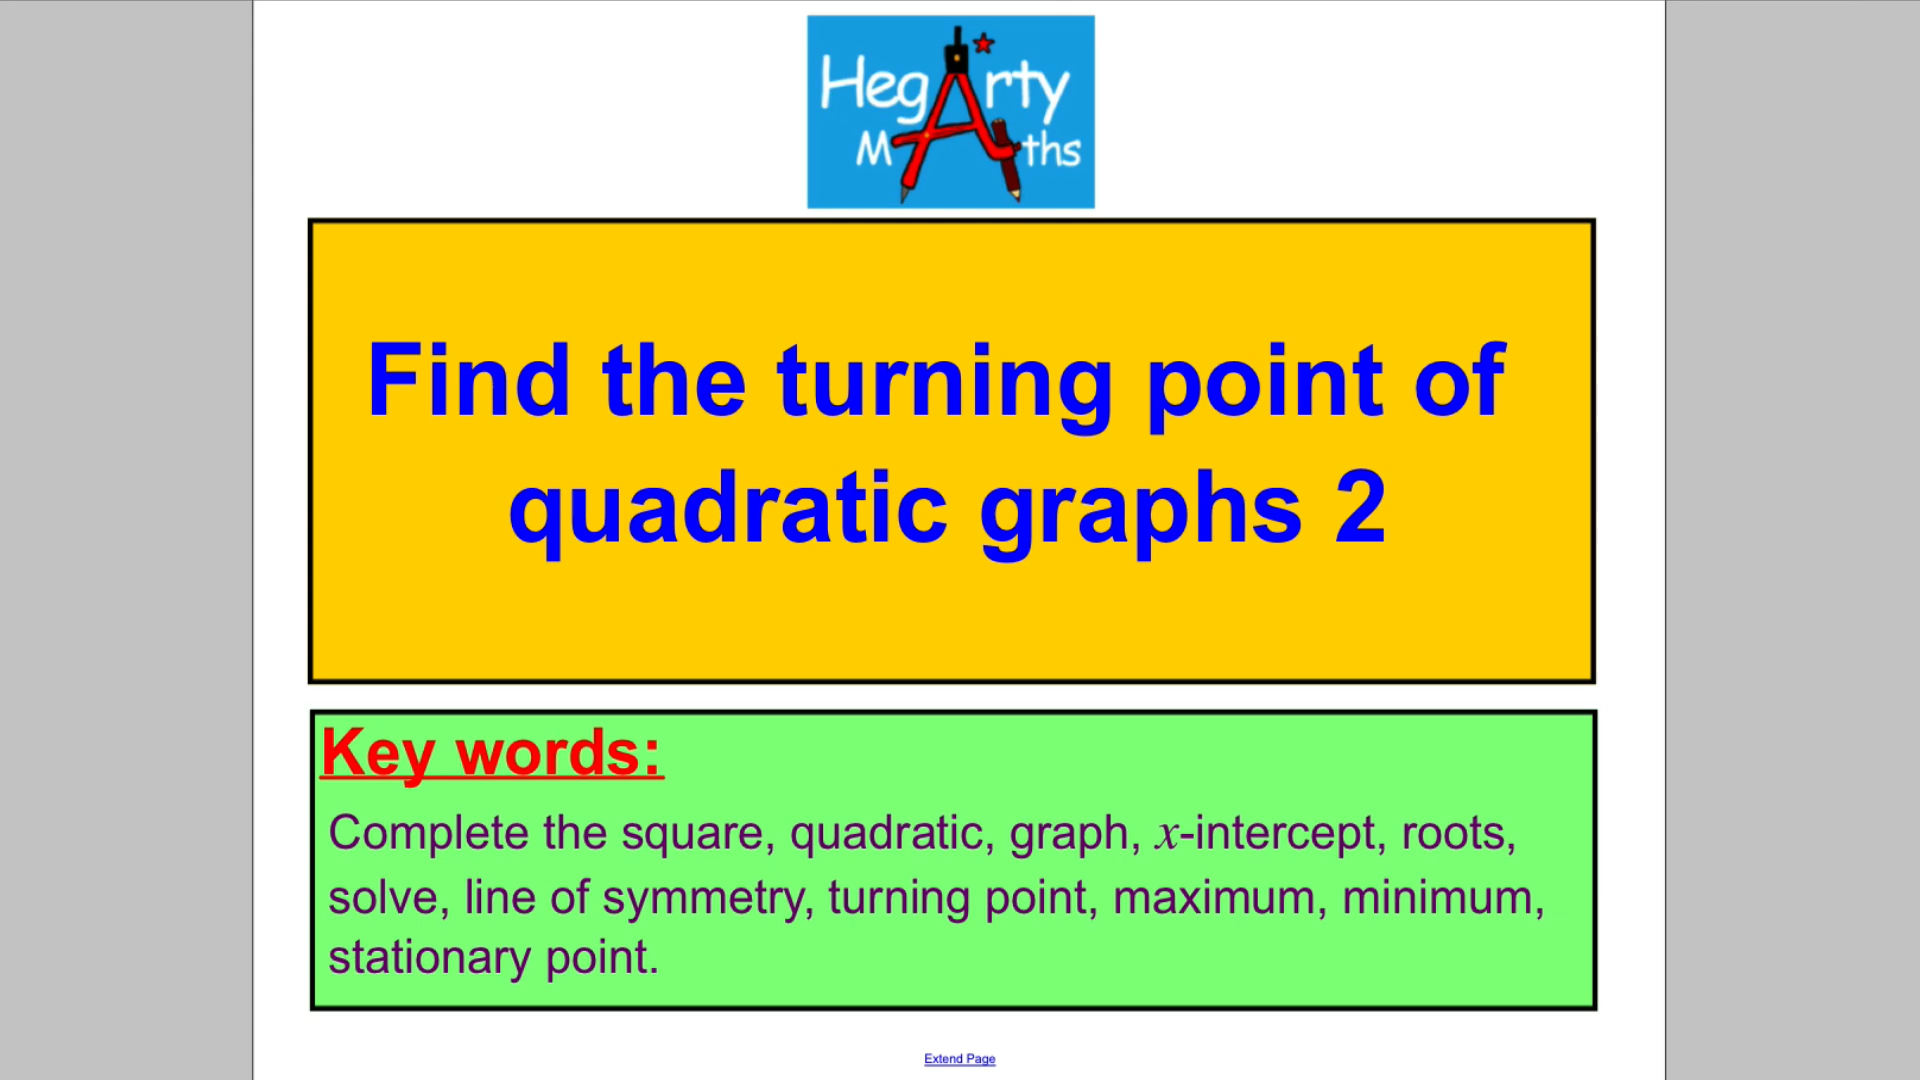 Hegarty
Maths
Find the turning point of
quadratic graphs 2
Key words:
Complete the square, quadratic, graph, x-intercept, roots,
solve, line of symmetry, turning point, maximum, minimum,
stationary point.
Extend Page